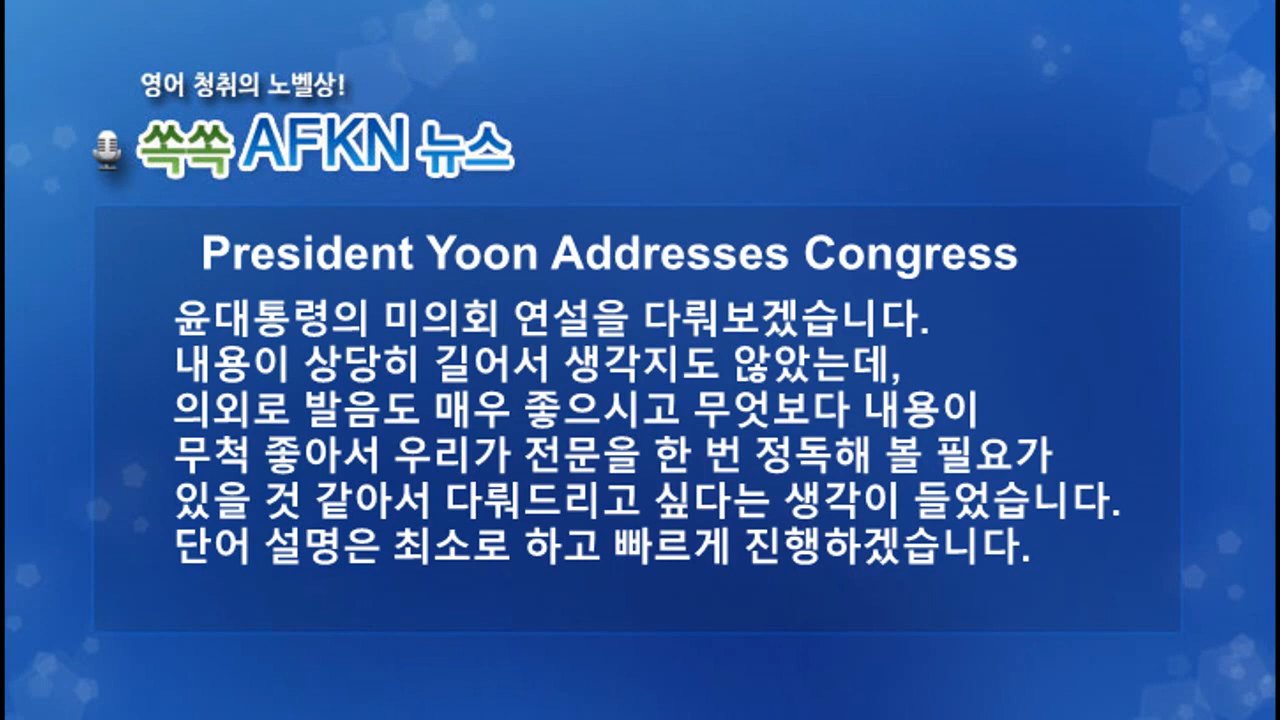 영어 청취의 노벨상!
쏙쏙 AFKN 뉴스
President Yoon Addresses Congress
윤대통령의 미의회 연설을 다뤄보겠습니다.
내용이 상당히 길어서 생각지도 않았는데,
의외로 발음도 매우 좋으시고 무엇보다 내용이
무척 좋아서 우리가 전문을 한 번 정독해 볼 필요가
있을 것 같아서 다뤄드리고 싶다는 생각이 들었습니다.
단어 설명은 최소로 하고 빠르게 진행하겠습니다.